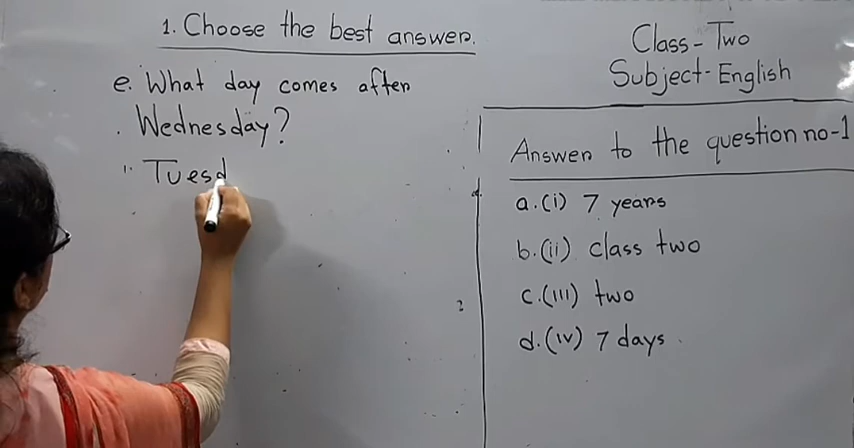 1. Choose the best answer.
e. What day comes after
Wednesday?
i. Tuesd
Class-Two
Subject-English
Answer to the question no-1
a.(i) 7 years
b.(ii) class two
c.(iii) two
d.(iv) 7 days.